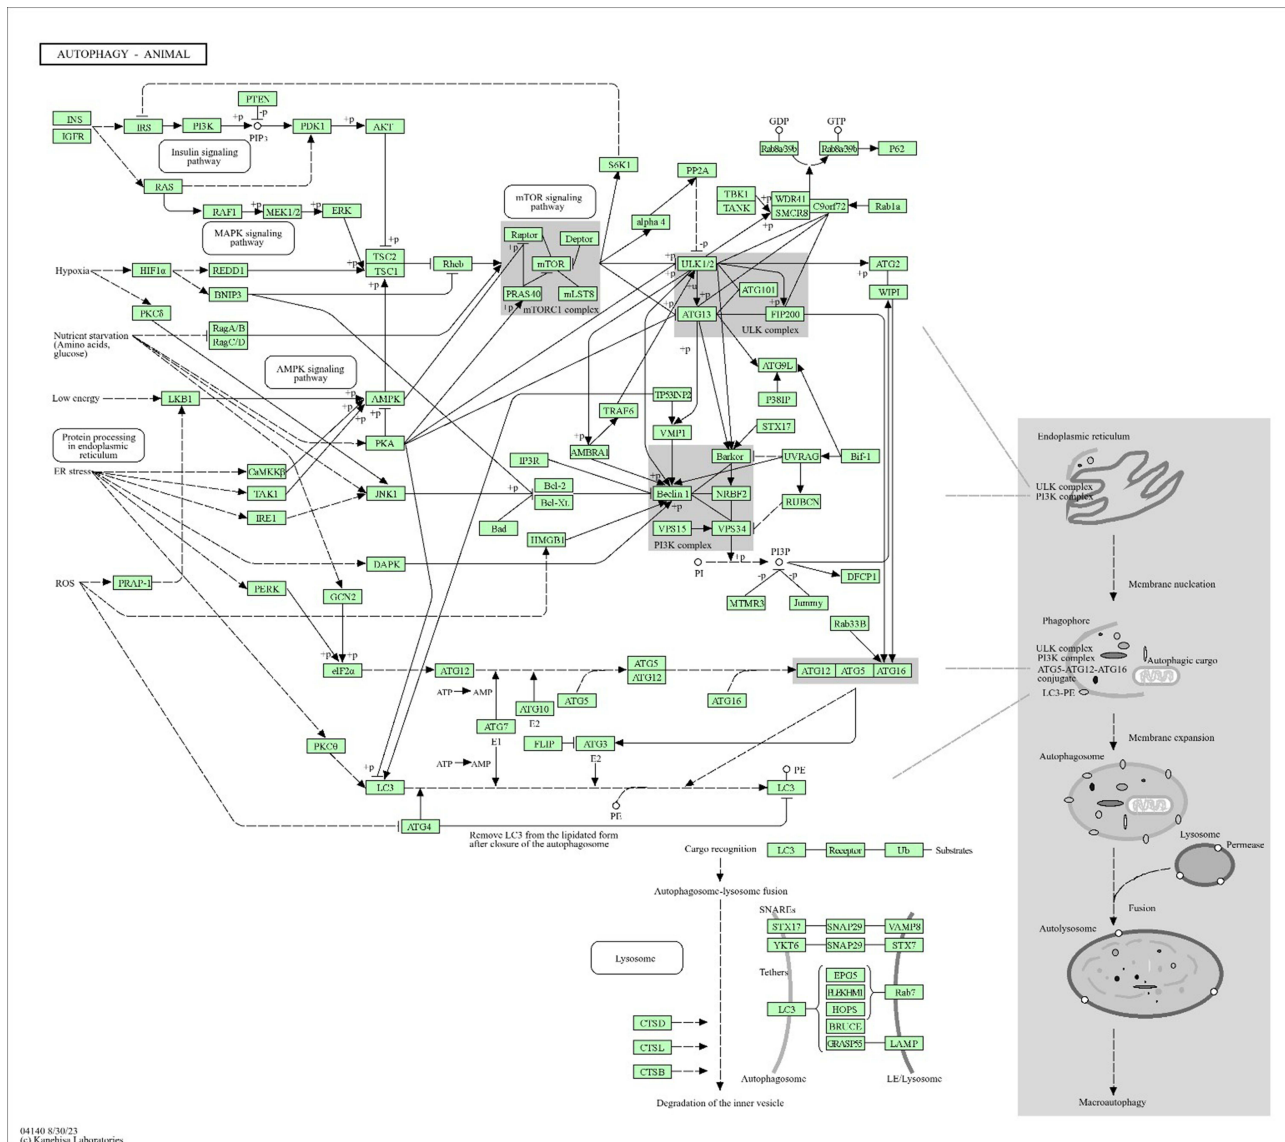 AUTOPHAGY - ANIMAL
INS
IGFR
IRS
PI3K
+p
PTEN
-p
PIP3
PDK1
+p
AKT
Insulin signaling
pathway
RAS
RAF1
+p
MEK1/2
+p
ERK
MAPK signaling
pathway
+p
+p
+p
TSC2
TSC1
+p
Hypoxia
HIF1α
REDD1
BNIP3
PKCδ
Rheb
Nutrient starvation
(Amino acids,
glucose)
RagA/B
RagC/D
AMPK signaling
pathway
Low energy
LKB1
+p
+p
+p
AMPK
PKA
Protein processing
in endoplasmic
reticulum
ER stress
CaMKKβ
TAK1
IRE1
JNK1
DAPK
ROS
PRAP-1
PERK
GCN2
+p
+p
eIF2α
PKCθ
S6K1
mTOR signaling
pathway
Raptor
+p
Deptor
mTOR
PRAS40
+p
mLST8
mTORC1 complex
alpha 4
PP2A
-p
TBK1
TANK
+p
+p
WDR41
SMCR8
C9orf72
Rab1a
GDP
GTP
Rab8a/39b
Rab8a/39b
P62
+p
+p
ULK1/2
+u
+p
+p
ATG13
+p
ATG101
+p
FIP200
ULK complex
ATG2
WIPI
ATG9L
P38IP
TP53INP2
TRAF6
VMP1
+p
AMBRA1
STX17
Barkor
UVRAG
Bif-1
IP3R
+p
Bcl-2
Bcl-XL
Bad
HMGB1
+p
Beclin 1
+p
NRBF2
RUBCN
VPS15
VPS34
PI3K complex
PI
+p
PI3P
-p
-p
DFCP1
MTMR3
Jummy
Rab33B
ATG12
ATP
AMP
ATG7
E1
ATG10
E2
ATG5
ATG5
ATG12
ATG16
ATG12
ATG5
ATG16
FLIP
ATG3
E2
ATP
AMP
+p
LC3
PE
PE
LC3
ATG4
Remove LC3 from the lipidated form
after closure of the autophagosome
Cargo recognition
LC3
Receptor
Ub
Substrates
Autophagosome-lysosome fusion
SNAREs
STX17
SNAP29
VAMP8
YKT6
SNAP29
STX7
Lysosome
Tethers
LC3
EPG5
PLEKHM1
HOPS
BRUCE
GRASP55
Rab7
LAMP
CTSD
CTSL
CTSB
Autophagosome
LE/Lysosome
Degradation of the inner vesicle
Endoplasmic reticulum
ULK complex
PI3K complex
Membrane nucleation
Phagophore
ULK complex
PI3K complex
ATG5-ATG12-ATG16
conjugate
LC3-PE
Autophagic cargo
Membrane expansion
Autophagosome
Lysosome
Permease
Fusion
Autolysosome
Macroautophagy
04140 8/30/23
(c) Kanehisa Laboratories